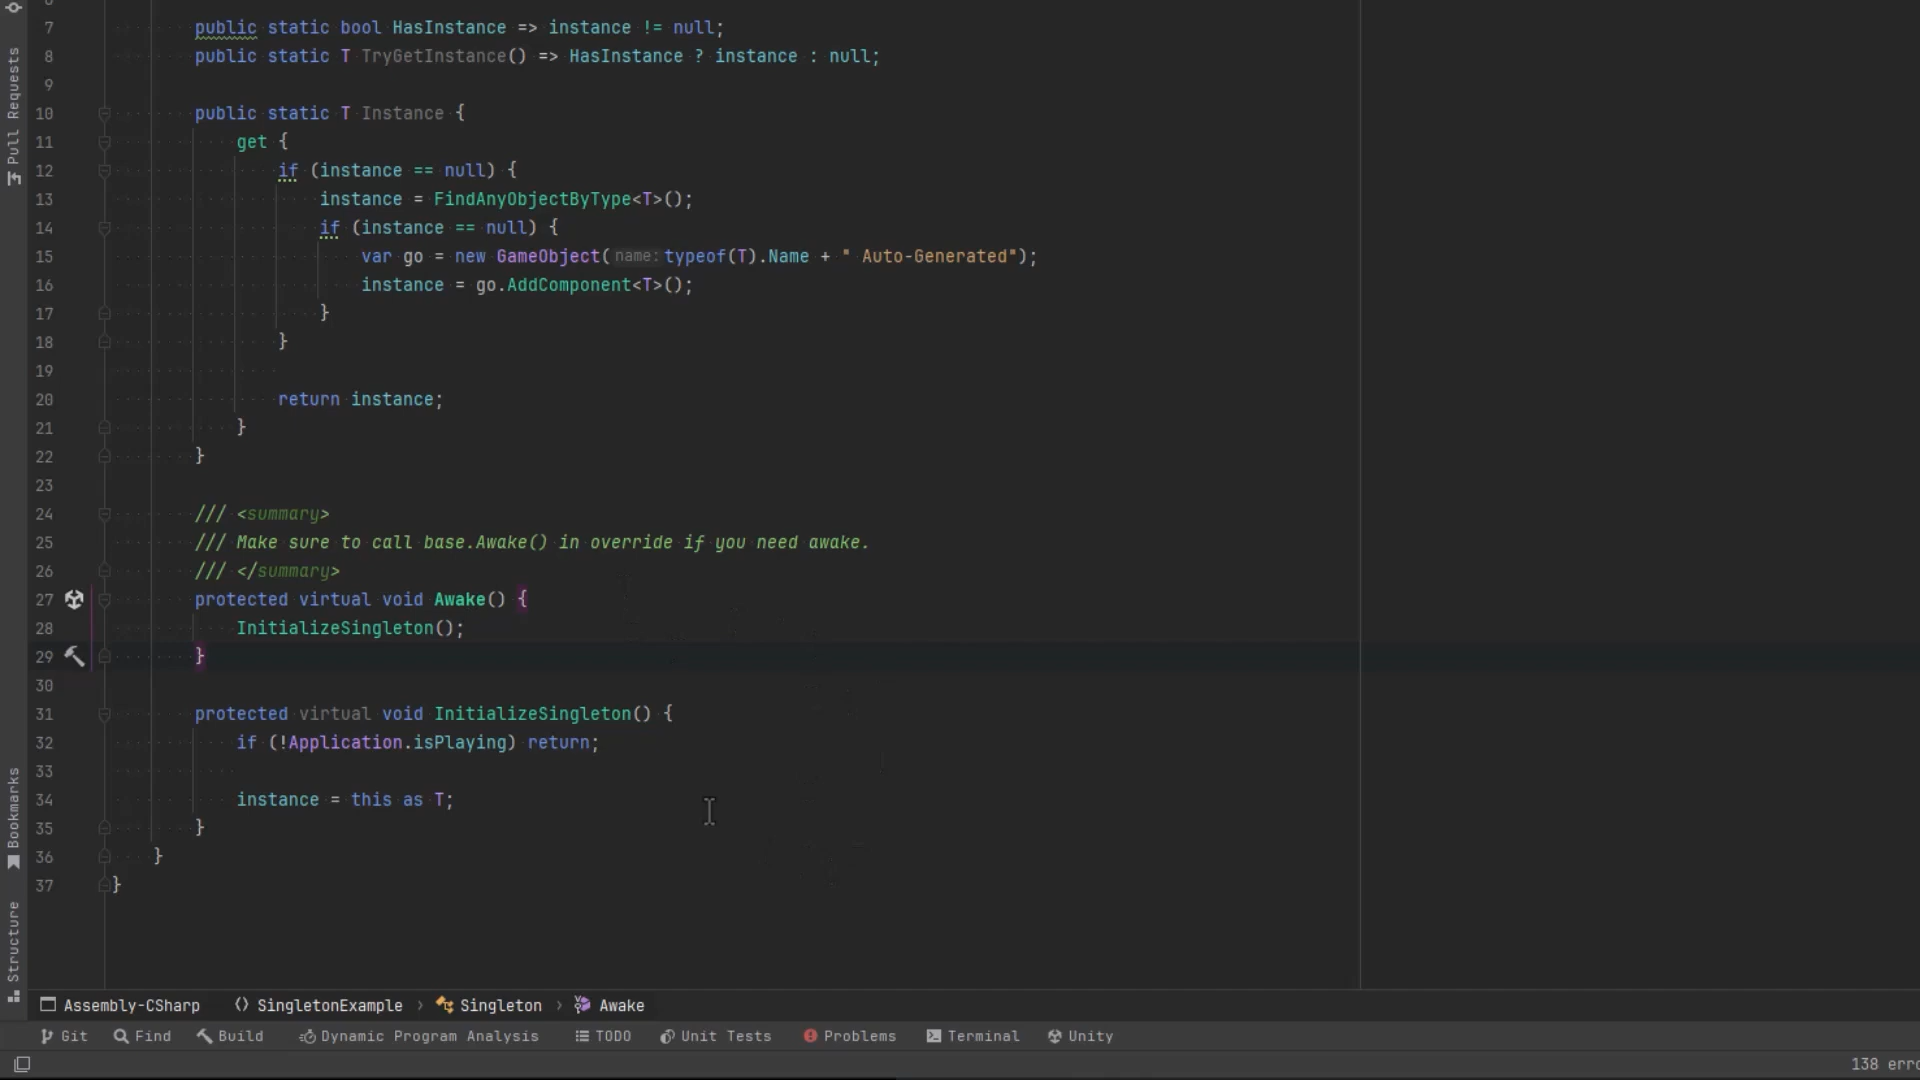 7 public static bool HasInstance => instance != null;
8 public static T TryGetInstance() => HasInstance ? instance : null;
9
10 public static T Instance {
11 get {
12 if (instance == null) {
13 instance = FindAnyObjectByType<T>();
14 if (instance == null) {
15 var go = new GameObject(name: typeof(T).Name + " Auto-Generated");
16 instance = go.AddComponent<T>();
17 }
18 }
19
20 return instance;
21 }
22 }
23
24 /// <summary>
25 /// Make sure to call base.Awake() in override if you need awake.
26 /// </summary>
27 protected virtual void Awake() {
28 InitializeSingleton();
29 }
30
31 protected virtual void InitializeSingleton() {
32 if (!Application.isPlaying) return;
33
34 instance = this as T;
35 }
36 }
37 }
Pull Requests
Bookmarks
Structure
Assembly-CSharp SingletonExample › Singleton › Awake
Git Find Build Dynamic Program Analysis TODO Unit Tests Problems Terminal Unity
138